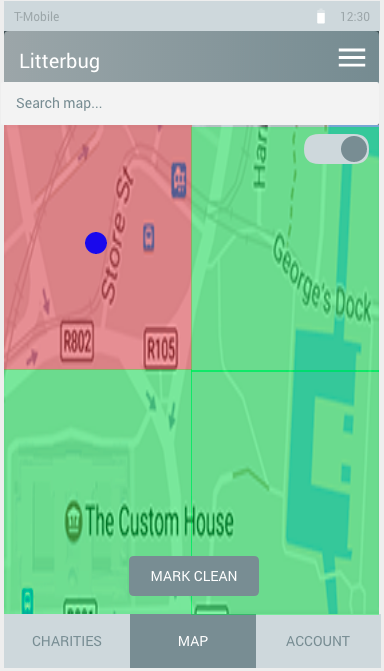 T-Mobile 12:30
Litterbug
Search map...
Store St
George's Dock
R802
R105
The Custom House
MARK CLEAN
CHARITIES MAP ACCOUNT